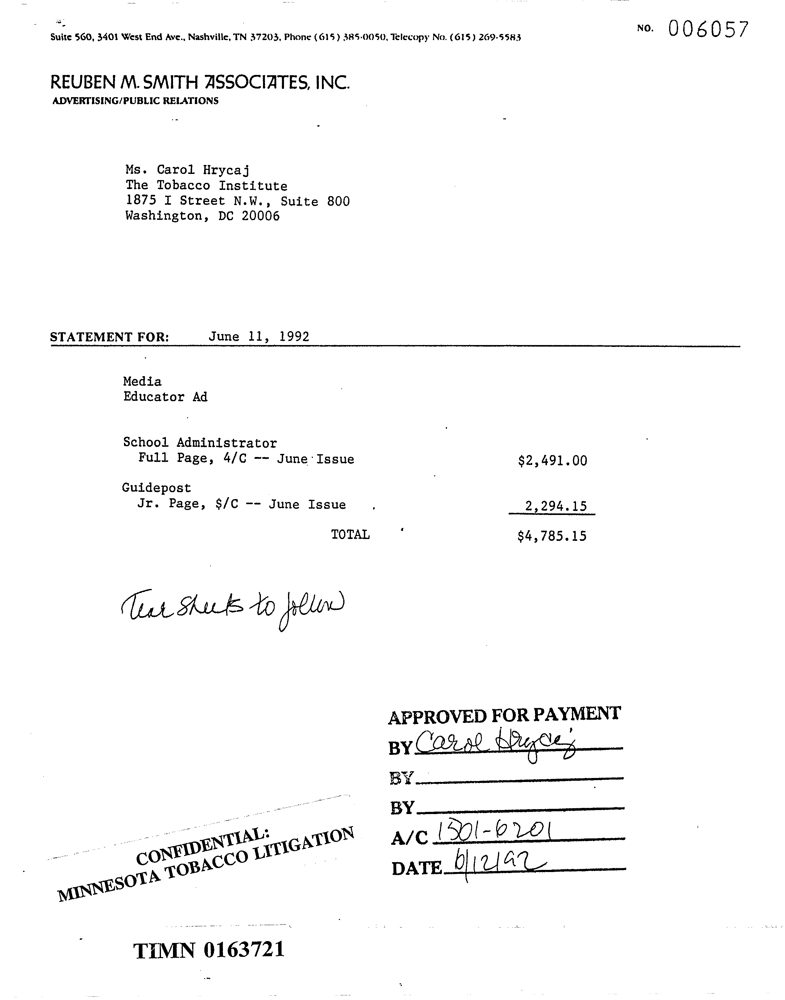 Suite 560, 3401 West End Ave., Nashville, TN 37203, Phone (615) 385-0050, Telecopy No. (615) 269-5583
NO. 006057
REUBEN M. SMITH ASSOCIATES, INC.
ADVERTISING/PUBLIC RELATIONS
Ms. Carol Hrycaj
The Tobacco Institute
1875 I Street N.W., Suite 800
Washington, DC 20006
STATEMENT FOR: June 11, 1992
Media
Educator Ad
School Administrator
Full Page, 4/C -- June Issue $2,491.00
Guidepost
Jr. Page, $/C -- June Issue 2,294.15
TOTAL $4,785.15
Tear Sheets to follow
APPROVED FOR PAYMENT
BY Carol Hrycaj
BY
BY
A/C 1301-6201
DATE 6/12/92
CONFIDENTIAL:
MINNESOTA TOBACCO LITIGATION
TIMN 0163721